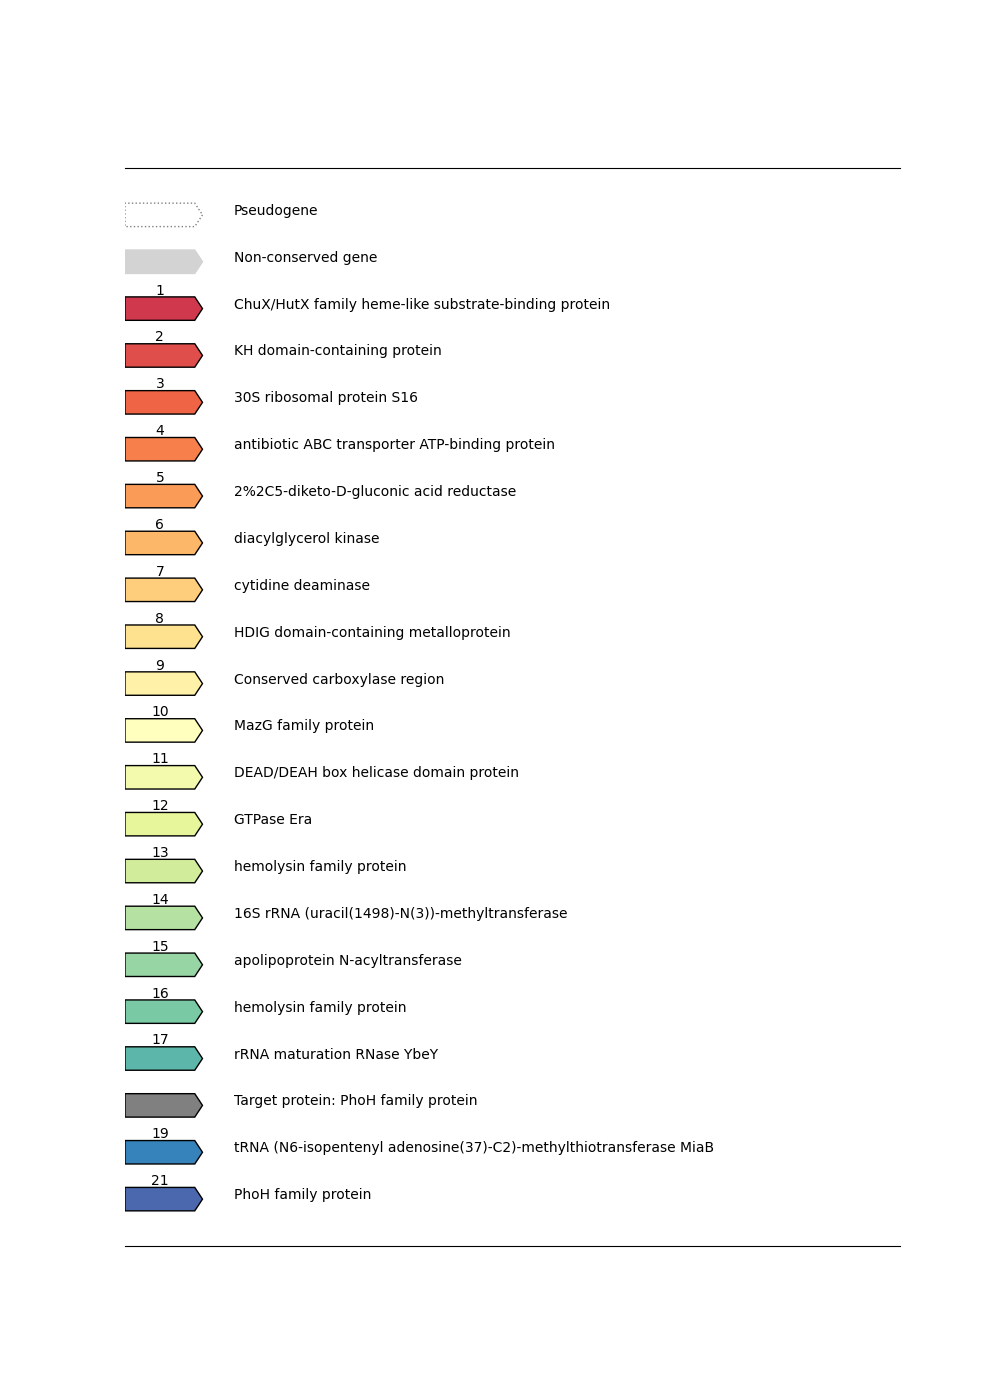 Pseudogene
Non-conserved gene
1
ChuX/HutX family heme-like substrate-binding protein
2
KH domain-containing protein
3
30S ribosomal protein S16
4
antibiotic ABC transporter ATP-binding protein
5
2%2C5-diketo-D-gluconic acid reductase
6
diacylglycerol kinase
7
cytidine deaminase
8
HDIG domain-containing metalloprotein
9
Conserved carboxylase region
10
MazG family protein
11
DEAD/DEAH box helicase domain protein
12
GTPase Era
13
hemolysin family protein
14
16S rRNA (uracil(1498)-N(3))-methyltransferase
15
apolipoprotein N-acyltransferase
16
hemolysin family protein
17
rRNA maturation RNase YbeY
Target protein: PhoH family protein
19
tRNA (N6-isopentenyl adenosine(37)-C2)-methylthiotransferase MiaB
21
PhoH family protein